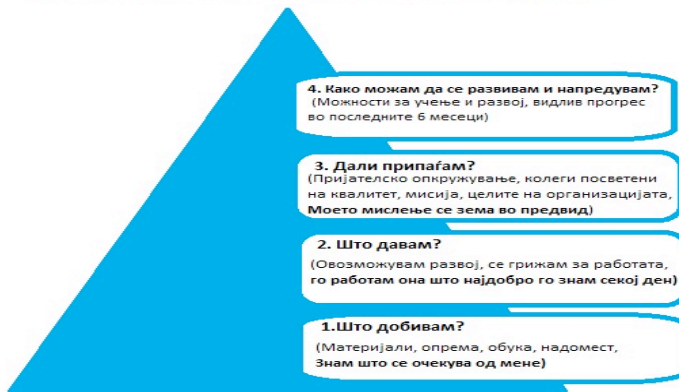 4. Како можам да се развивам и напредувам?
(Можности за учење и развој, видлив прогрес
во последните 6 месеци)
3. Дали припаѓам?
(Пријателско опкружување, колеги посветени
на квалитет, мисија, целите на организацијата,
Моето мислење се зема во предвид)
2. Што давам?
(Овозможувам развој, се грижам за работата,
го работам она што најдобро го знам секој ден)
1.Што добивам?
(Материјали, опрема, обука, надомест,
Знам што се очекува од мене)